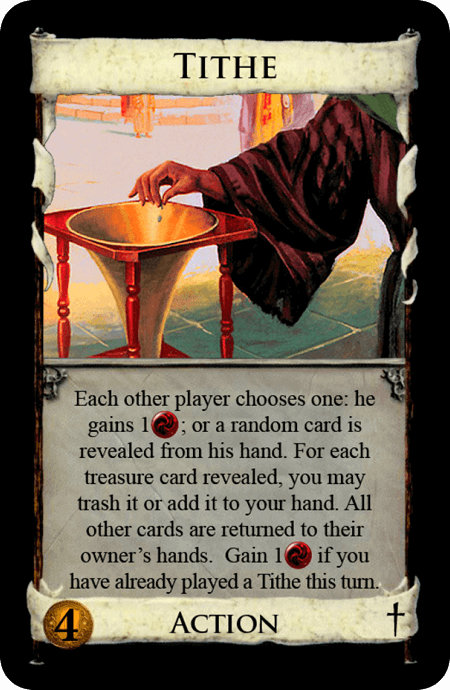 TITHE
Each other player chooses one: he
gains 1; or a random card is
revealed from his hand. For each
treasure card revealed, you may
trash it or add it to your hand. All
other cards are returned to their
owner's hands. Gain 1 if you
have already played a Tithe this turn.
4 ACTION †